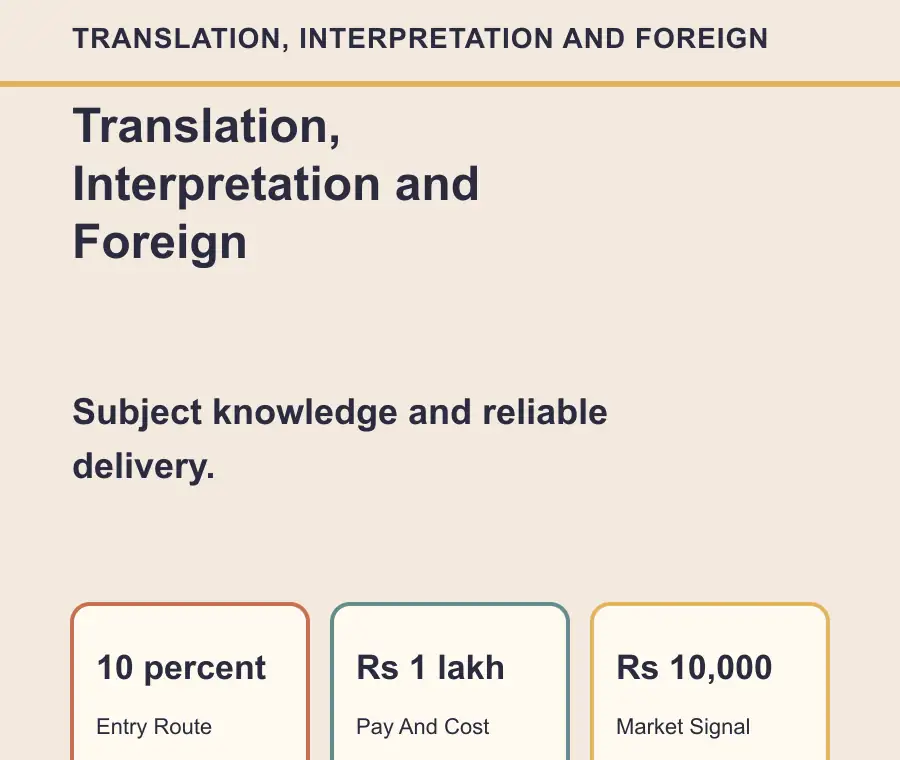 TRANSLATION, INTERPRETATION AND FOREIGN
Translation,
Interpretation and
Foreign
Subject knowledge and reliable
delivery.
10 percent
Entry Route
Rs 1 lakh
Pay And Cost
Rs 10,000
Market Signal